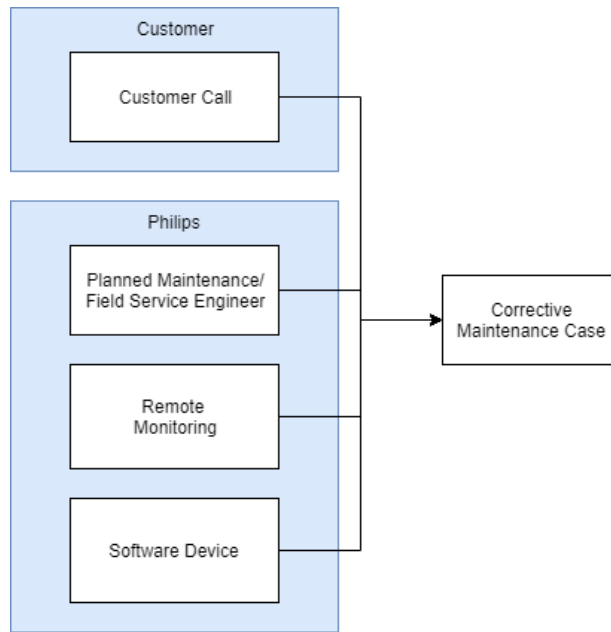 Customer
Customer Call
Philips
Planned Maintenance/
Field Service Engineer
Remote
Monitoring
Software Device
Corrective
Maintenance Case